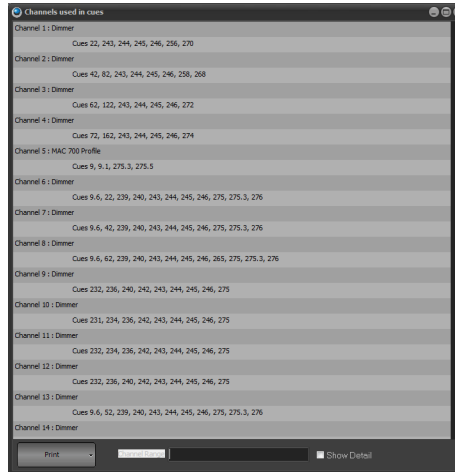 Channels used in cues
Channel 1 : Dimmer
Cues 22, 243, 244, 245, 246, 256, 270
Channel 2 : Dimmer
Cues 42, 82, 243, 244, 245, 246, 258, 268
Channel 3 : Dimmer
Cues 62, 122, 243, 244, 245, 246, 272
Channel 4 : Dimmer
Cues 72, 162, 243, 244, 245, 246, 274
Channel 5 : MAC 700 Profile
Cues 9, 9.1, 275.3, 275.5
Channel 6 : Dimmer
Cues 9.6, 22, 239, 240, 243, 244, 245, 246, 275, 275.3, 276
Channel 7 : Dimmer
Cues 9.6, 42, 239, 240, 243, 244, 245, 246, 275, 275.3, 276
Channel 8 : Dimmer
Cues 9.6, 62, 239, 240, 243, 244, 245, 246, 265, 275, 275.3, 276
Channel 9 : Dimmer
Cues 232, 236, 240, 242, 243, 244, 245, 246, 275
Channel 10 : Dimmer
Cues 231, 234, 236, 242, 243, 244, 245, 246, 275
Channel 11 : Dimmer
Cues 232, 234, 236, 242, 243, 244, 245, 246, 275
Channel 12 : Dimmer
Cues 232, 236, 240, 242, 243, 244, 245, 246, 275
Channel 13 : Dimmer
Cues 9.6, 52, 239, 240, 243, 244, 245, 246, 275, 275.3, 276
Channel 14 : Dimmer
Print Channel Range Show Detail